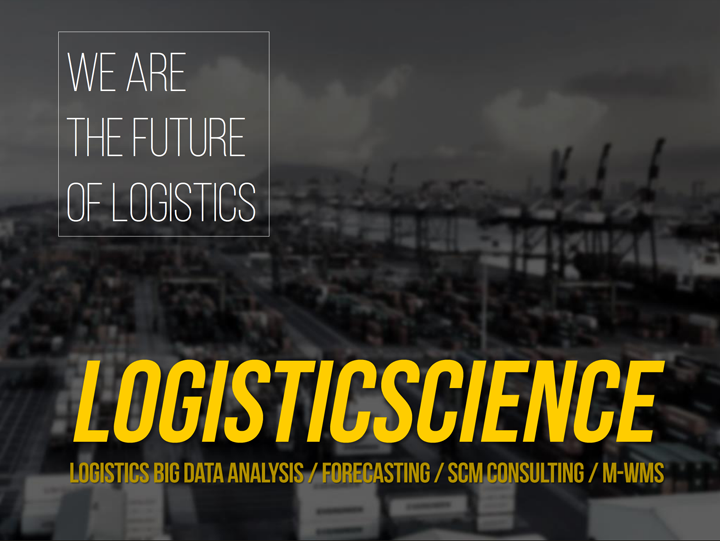 WE ARE
THE FUTURE
OF LOGISTICS
LOGISTICSCIENCE
LOGISTICS BIG DATA ANALYSIS / FORECASTING / SCM CONSULTING / M-WMS